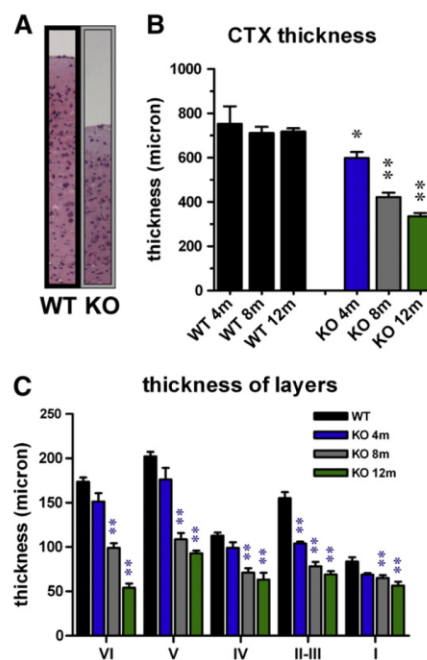 A
WT KO
B
CTX thickness
thickness (micron)
1000
800
600
400
200
0
*
**
**
WT 4m
WT 8m
WT 12m
KO 4m
KO 8m
KO 12m
C
thickness of layers
thickness (micron)
250
200
150
100
50
0
WT
KO 4m
KO 8m
KO 12m
**
**
**
**
**
**
**
**
**
**
**
VI
V
IV
II-III
I